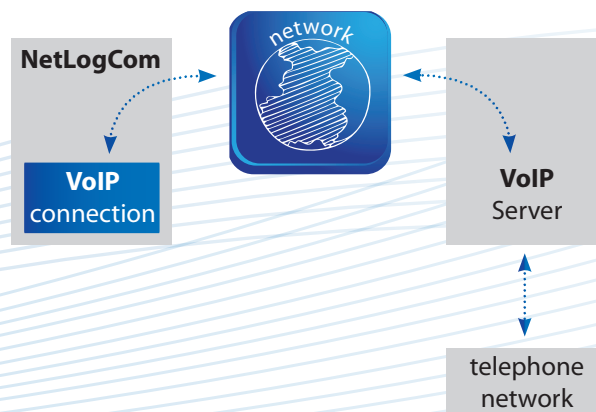 NetLogCom
VoIP
connection
network
VoIP
Server
telephone
network